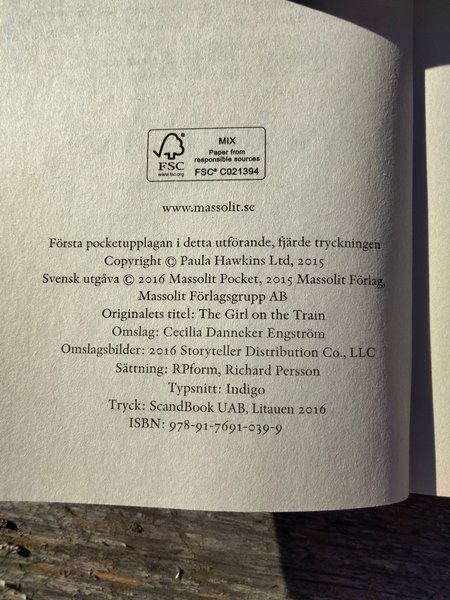 MIX
Paper from
responsible sources
FSC® C021394
FSC
www.fsc.org
www.massolit.se
Första pocketupplagan i detta utförande, fjärde tryckningen
Copyright © Paula Hawkins Ltd, 2015
Svensk utgåva © 2016 Massolit Pocket, 2015 Massolit Förlag,
Massolit Förlagsgrupp AB
Originalets titel: The Girl on the Train
Omslag: Cecilia Danneker Engström
Omslagsbilder: 2016 Storyteller Distribution Co., LLC
Sättning: RPform, Richard Persson
Typsnitt: Indigo
Tryck: ScandBook UAB, Litauen 2016
ISBN: 978-91-7691-039-9